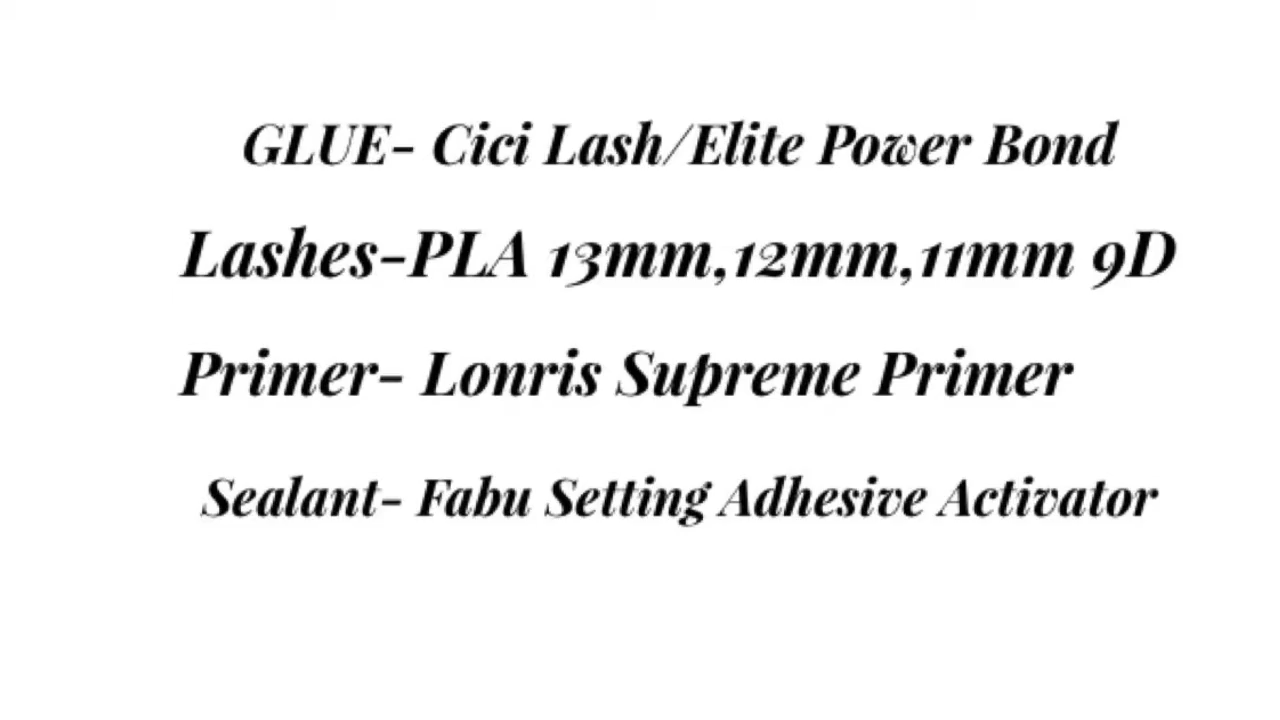 GLUE- Cici Lash/Elite Power Bond
Lashes-PLA 13mm,12mm,11mm 9D
Primer- Lonris Supreme Primer
Sealant- Fabu Setting Adhesive Activator